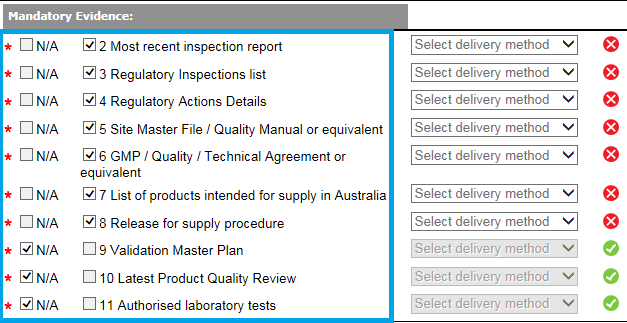 Mandatory Evidence:
* N/A 2 Most recent inspection report Select delivery method
* N/A 3 Regulatory Inspections list Select delivery method
* N/A 4 Regulatory Actions Details Select delivery method
* N/A 5 Site Master File / Quality Manual or equivalent Select delivery method
* N/A 6 GMP / Quality / Technical Agreement or Select delivery method
equivalent
* N/A 7 List of products intended for supply in Australia Select delivery method
* N/A 8 Release for supply procedure Select delivery method
* N/A 9 Validation Master Plan Select delivery method
* N/A 10 Latest Product Quality Review Select delivery method
* N/A 11 Authorised laboratory tests Select delivery method